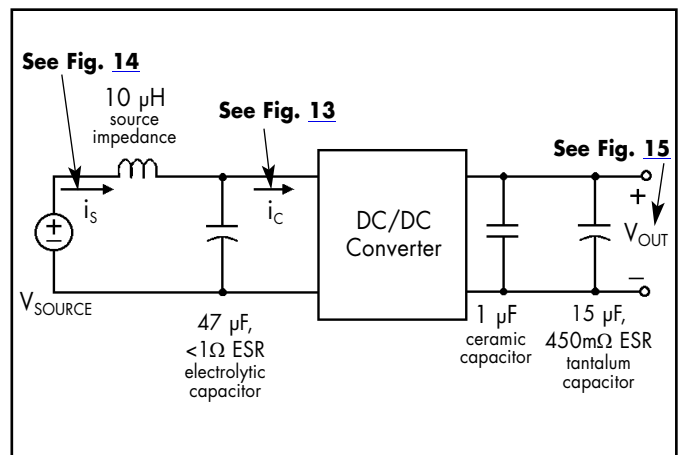 See Fig. 14
10 µH
source
impedance
See Fig. 13
See Fig. 15
iS
iC
DC/DC
Converter
+
VOUT
–
+
–
VSOURCE
47 µF,
<1Ω ESR
electrolytic
capacitor
1 µF
ceramic
capacitor
15 µF,
450mΩ ESR
tantalum
capacitor